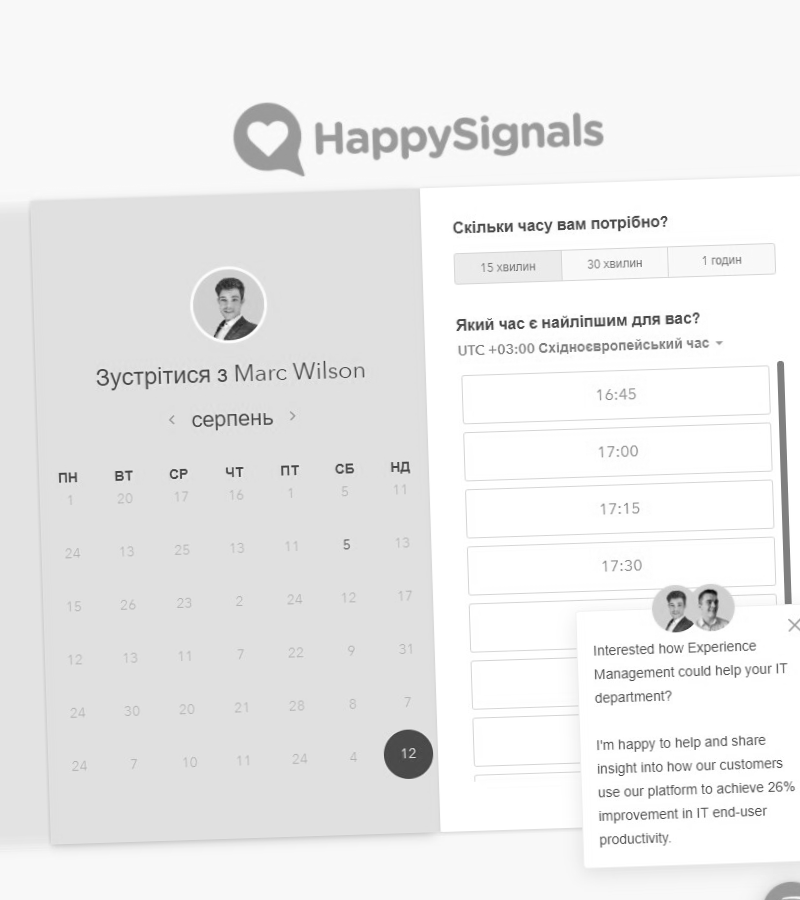 HappySignals
Зустрітися з Marc Wilson
серпень
ПН ВТ СР ЧТ ПТ СБ НД
1 20 17 16 1 5 11
24 13 25 13 11 5 13
15 26 23 2 24 12 17
12 13 11 7 22 9 31
24 30 20 21 28 8 7
24 7 10 11 24 4 12
Скільки часу вам потрібно?
15 хвилин 30 хвилин 1 годин
Який час є найліпшим для вас?
UTC +03:00 Східноєвропейський час
16:45
17:00
17:15
17:30
Interested how Experience
Management could help your IT
department?
I'm happy to help and share
insight into how our customers
use our platform to achieve 26%
improvement in IT end-user
productivity.